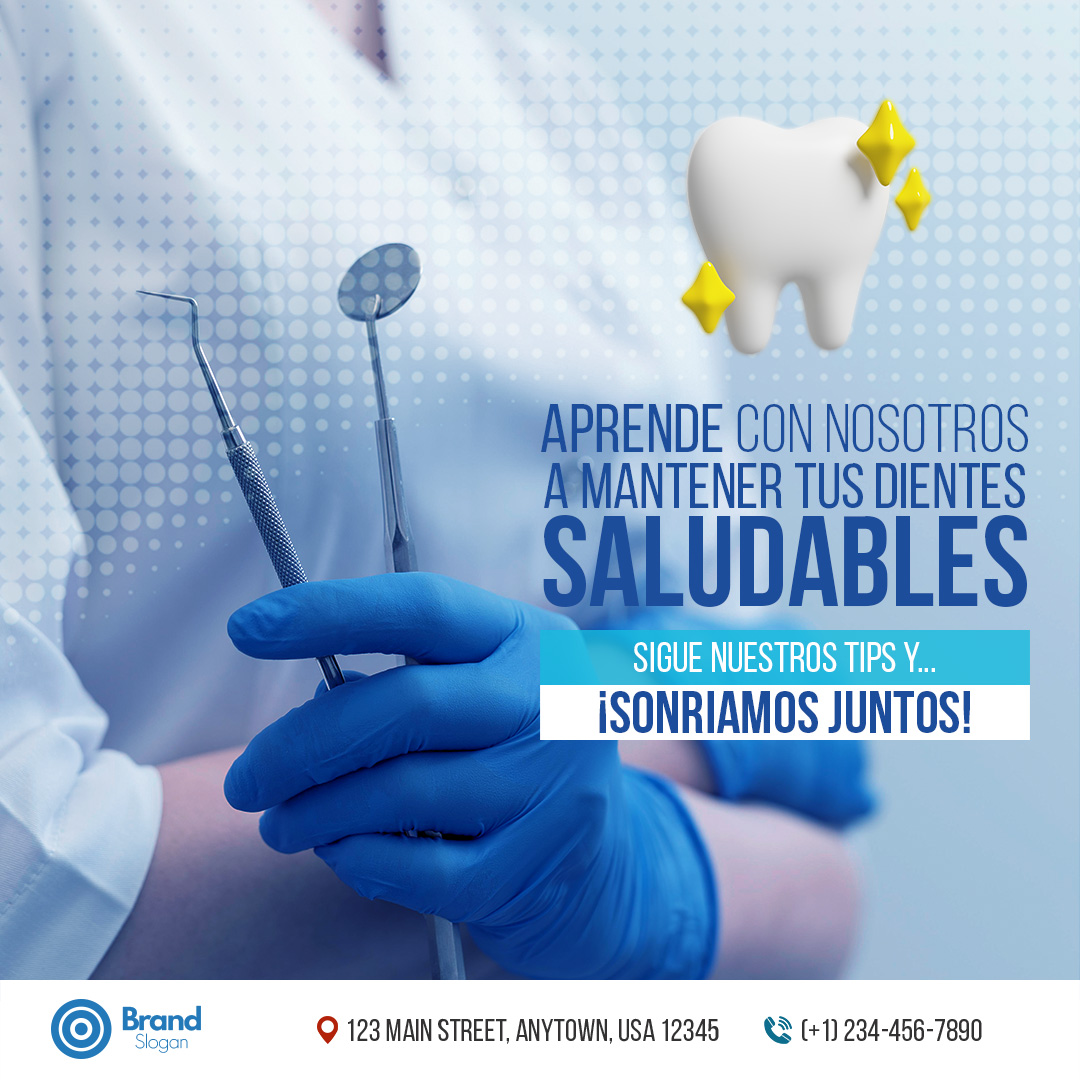 APRENDE CON NOSOTROS
A MANTENER TUS DIENTES
SALUDABLES
SIGUE NUESTROS TIPS Y...
¡SONRIAMOS JUNTOS!
Brand
Slogan
123 MAIN STREET, ANYTOWN, USA 12345
(+1) 234-456-7890